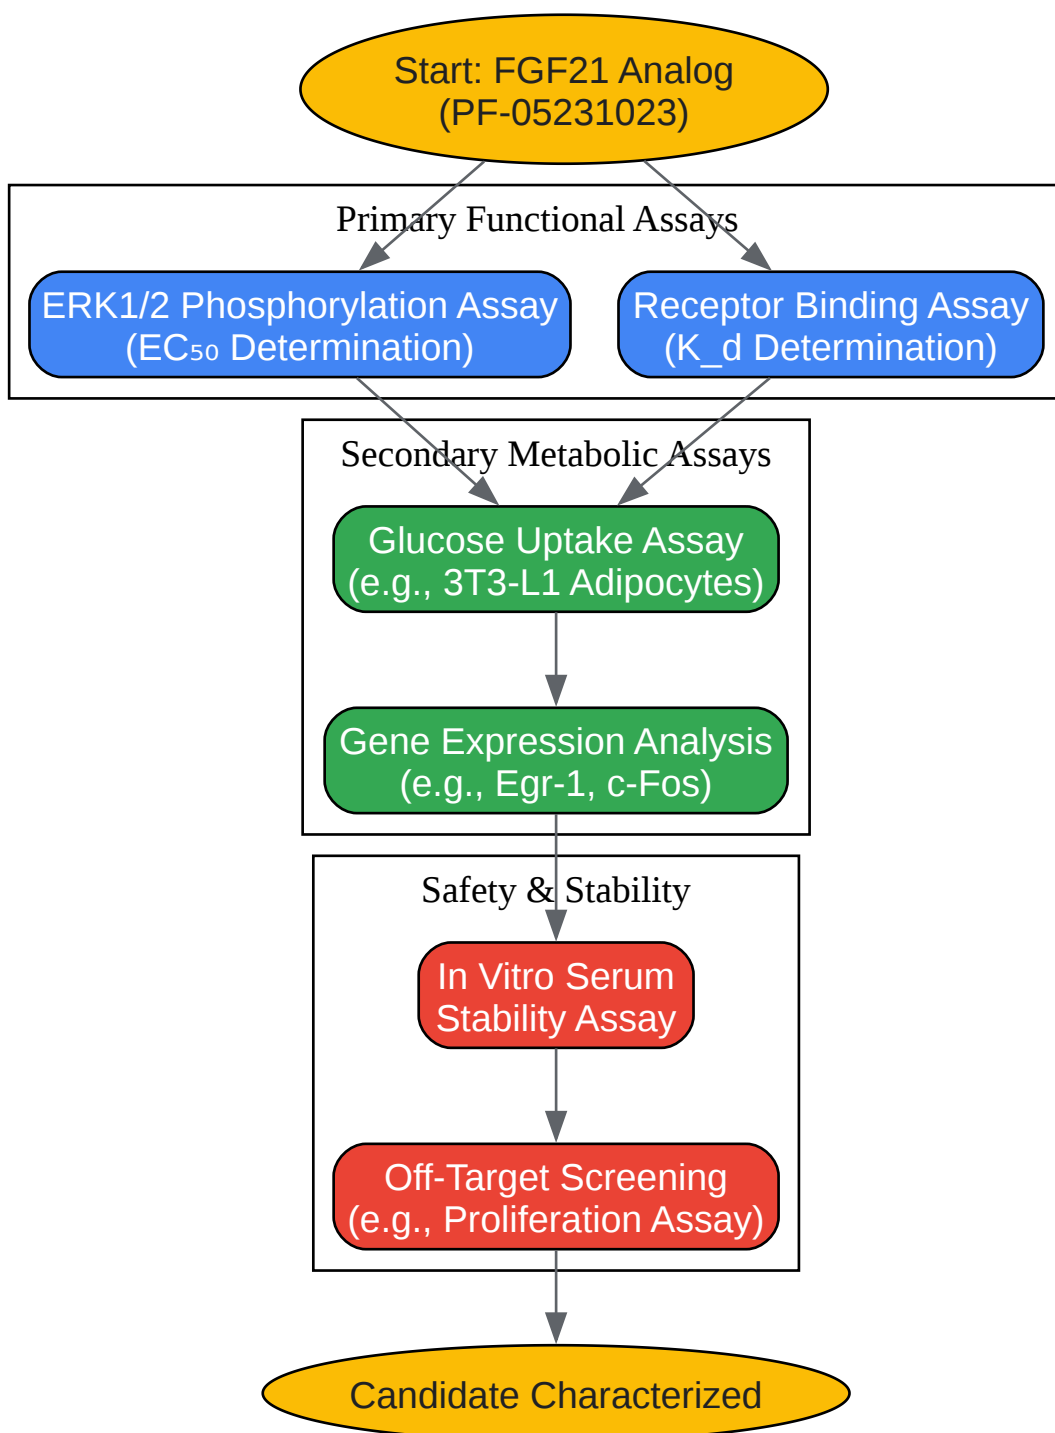 Start: FGF21 Analog
(PF-05231023)
Primary Functional Assays
ERK1/2 Phosphorylation Assay
(EC₅₀ Determination)
Receptor Binding Assay
(K_d Determination)
Secondary Metabolic Assays
Glucose Uptake Assay
(e.g., 3T3-L1 Adipocytes)
Gene Expression Analysis
(e.g., Egr-1, c-Fos)
Safety & Stability
In Vitro Serum
Stability Assay
Off-Target Screening
(e.g., Proliferation Assay)
Candidate Characterized